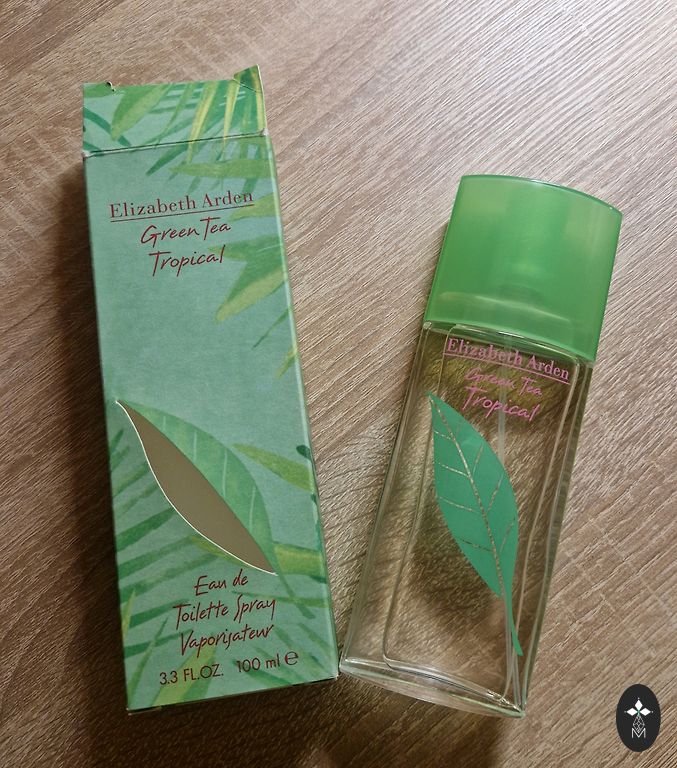 Elizabeth Arden
Green Tea
Tropical
Eau de
Toilette Spray
Vaporisateur
3.3 FL.OZ. 100 ml ℮
Elizabeth Arden
Green Tea
Tropical
M